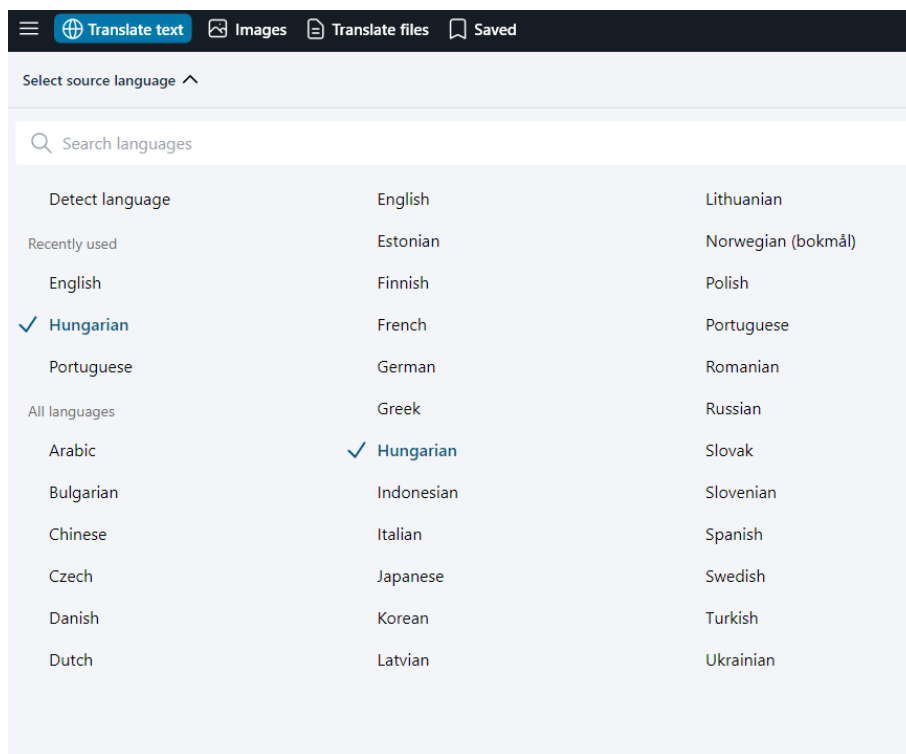 Translate text Images Translate files Saved
Select source language
Search languages
Detect language
Recently used
English
Hungarian
Portuguese
All languages
Arabic
Bulgarian
Chinese
Czech
Danish
Dutch
English
Estonian
Finnish
French
German
Greek
Hungarian
Indonesian
Italian
Japanese
Korean
Latvian
Lithuanian
Norwegian (bokmål)
Polish
Portuguese
Romanian
Russian
Slovak
Slovenian
Spanish
Swedish
Turkish
Ukrainian